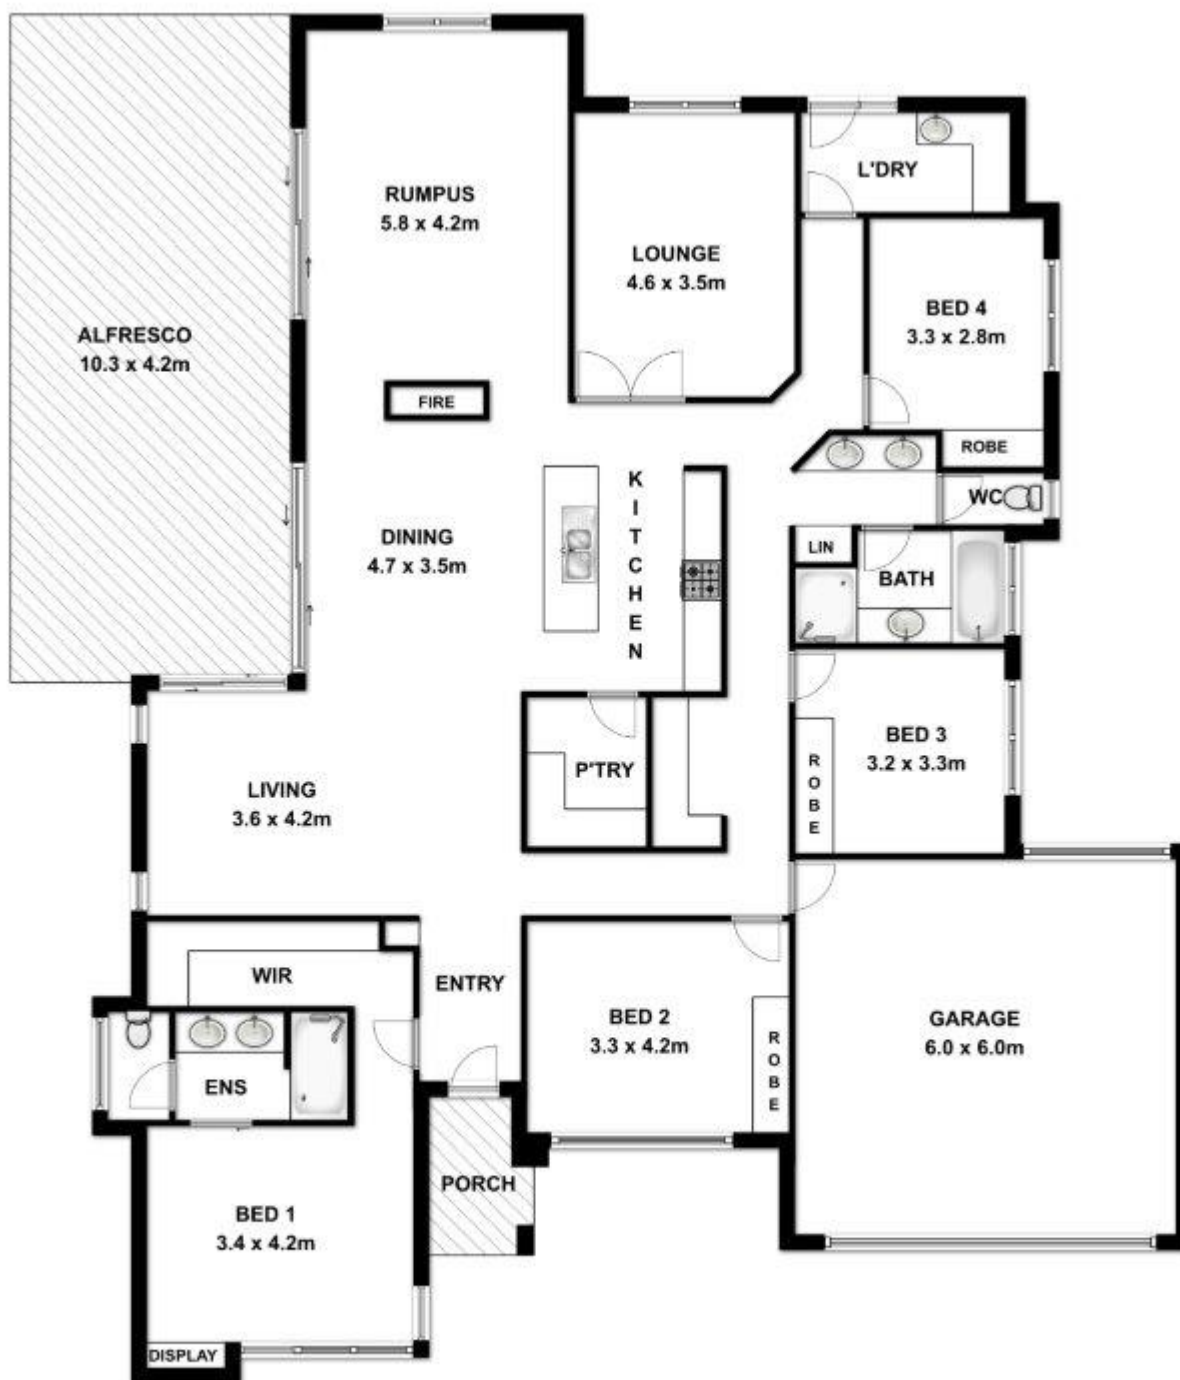 RUMPUS
5.8 x 4.2m
L'DRY
LOUNGE
4.6 x 3.5m
BED 4
3.3 x 2.8m
ALFRESCO
10.3 x 4.2m
FIRE
ROBE
KITCHEN
WC
DINING
4.7 x 3.5m
LIN
BATH
BED 3
3.2 x 3.3m
ROBE
P'TRY
LIVING
3.6 x 4.2m
WIR
ENTRY
BED 2
3.3 x 4.2m
ROBE
GARAGE
6.0 x 6.0m
ENS
PORCH
BED 1
3.4 x 4.2m
DISPLAY